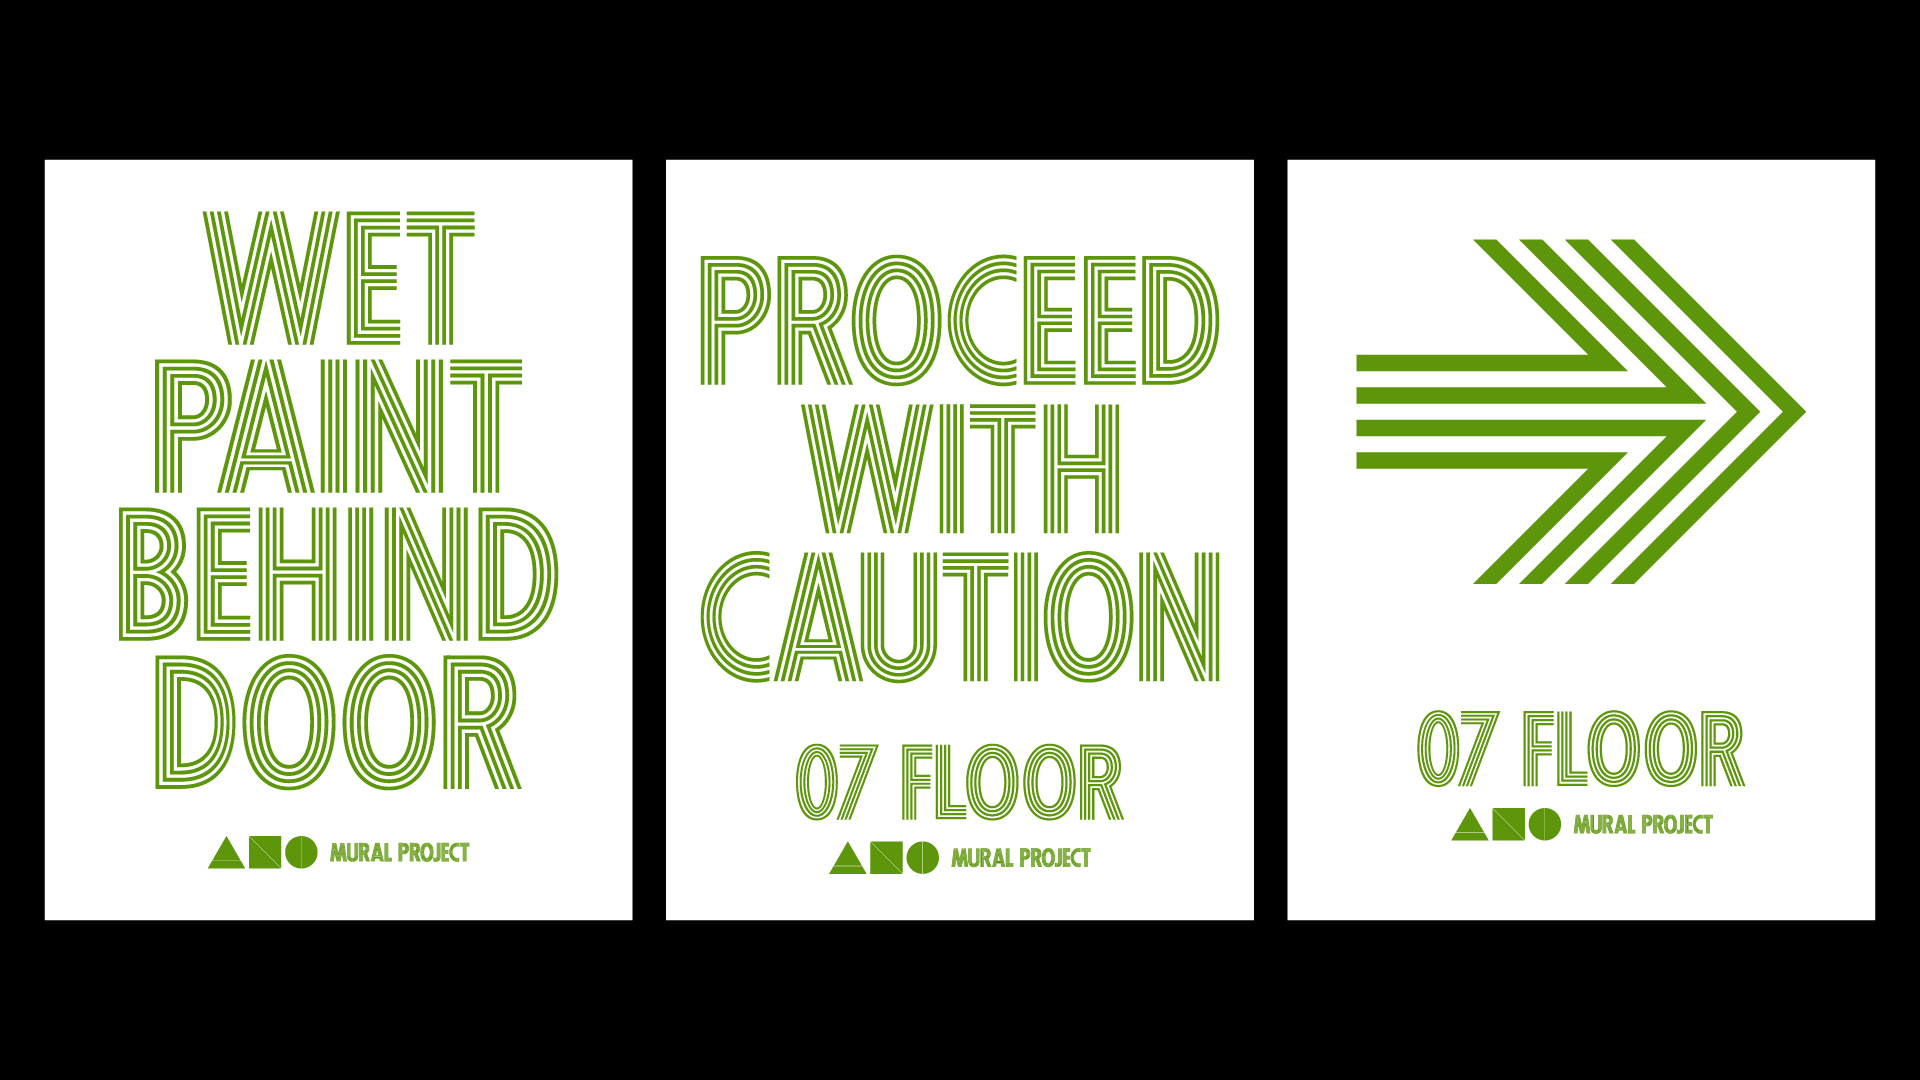 WET
PAINT
BEHIND
DOOR
MURAL PROJECT
PROCEED
WITH
CAUTION
07 FLOOR
MURAL PROJECT
07 FLOOR
MURAL PROJECT